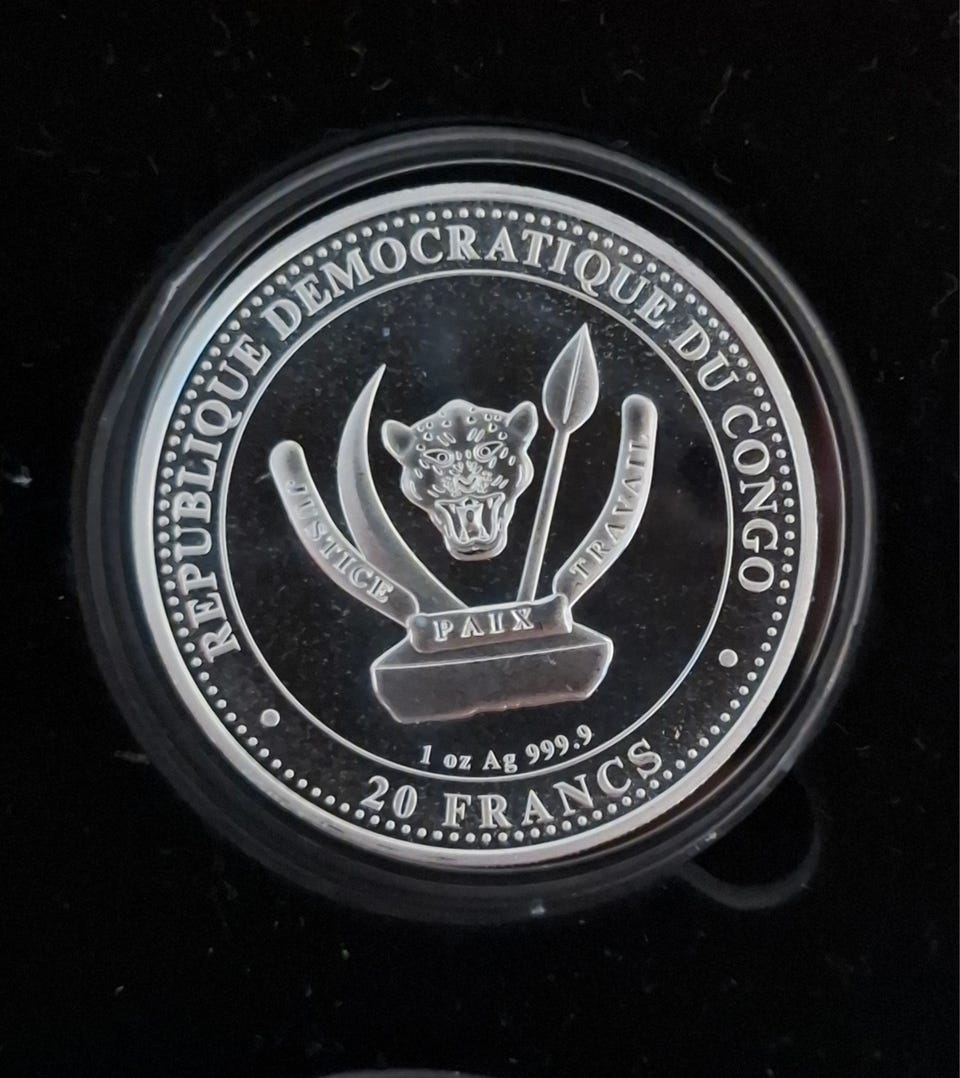 REPUBLIQUE DEMOCRATIQUE DU CONGO
JUSTICE
PAIX
TRAVAIL
1 oz Ag 999.9
20 FRANCS